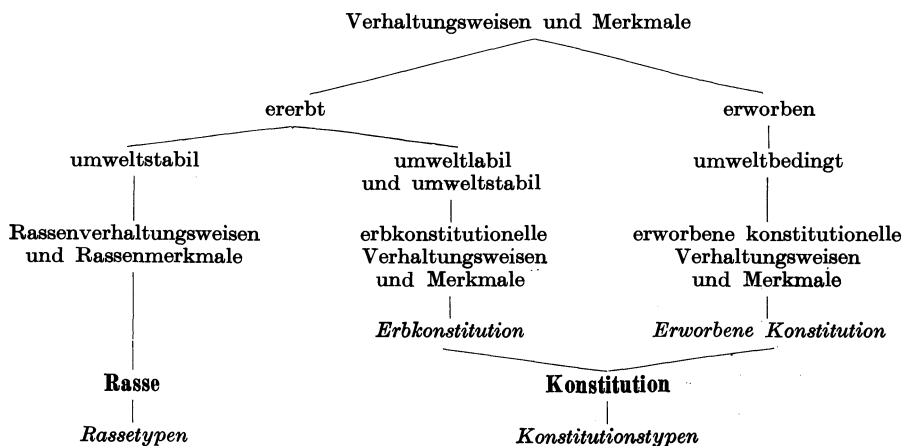 Verhaltungsweisen und Merkmale
ererbt
erworben
umweltstabil
umweltlabil
und umweltstabil
umweltbedingt
Rassenverhaltungsweisen
und Rassenmerkmale
erbkonstitutionelle
Verhaltungsweisen
und Merkmale
erworbene konstitutionelle
Verhaltungsweisen
und Merkmale
Erbkonstitution
Erworbene Konstitution
Rasse
Konstitution
Rassetypen
Konstitutionstypen